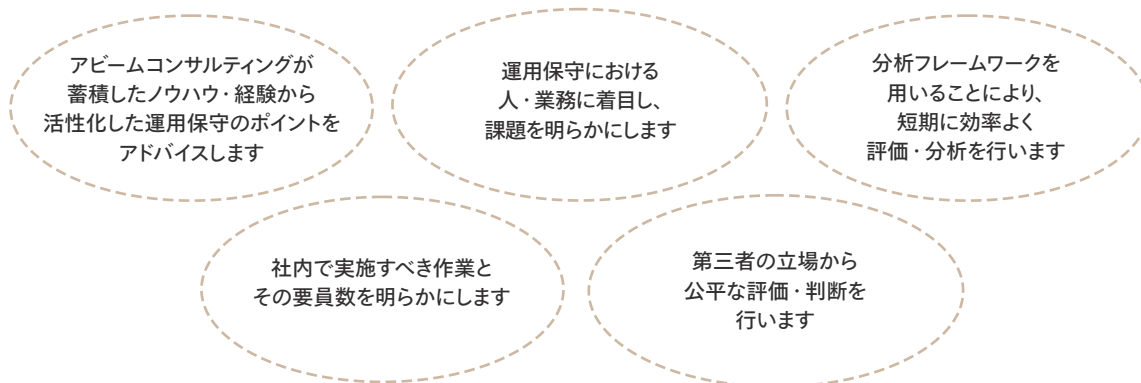 アビームコンサルティングが
蓄積したノウハウ・経験から
活性化した運用保守のポイントを
アドバイスします
運用保守における
人・業務に着目し、
課題を明らかにします
分析フレームワークを
用いることにより、
短期に効率よく
評価・分析を行います
社内で実施すべき作業と
その要員数を明らかにします
第三者の立場から
公平な評価・判断を
行います